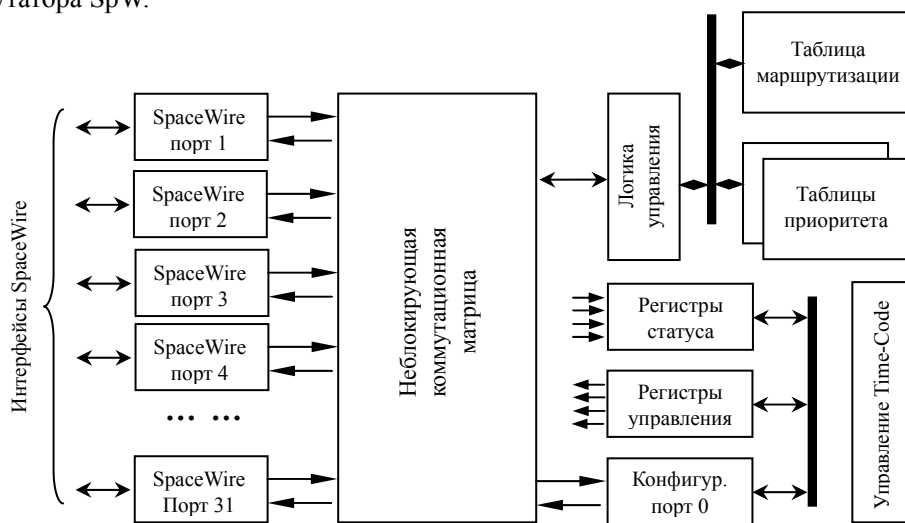 утатора SpW.
Интерфейсы SpaceWire
SpaceWire
порт 1
SpaceWire
порт 2
SpaceWire
порт 3
SpaceWire
порт 4
... ...
SpaceWire
Порт 31
Неблокирующая
коммутационная
матрица
Логика
управления
Таблица
маршрутизации
Таблицы
приоритета
Регистры
статуса
Регистры
управления
Конфигур.
порт 0
Управление Time-Code